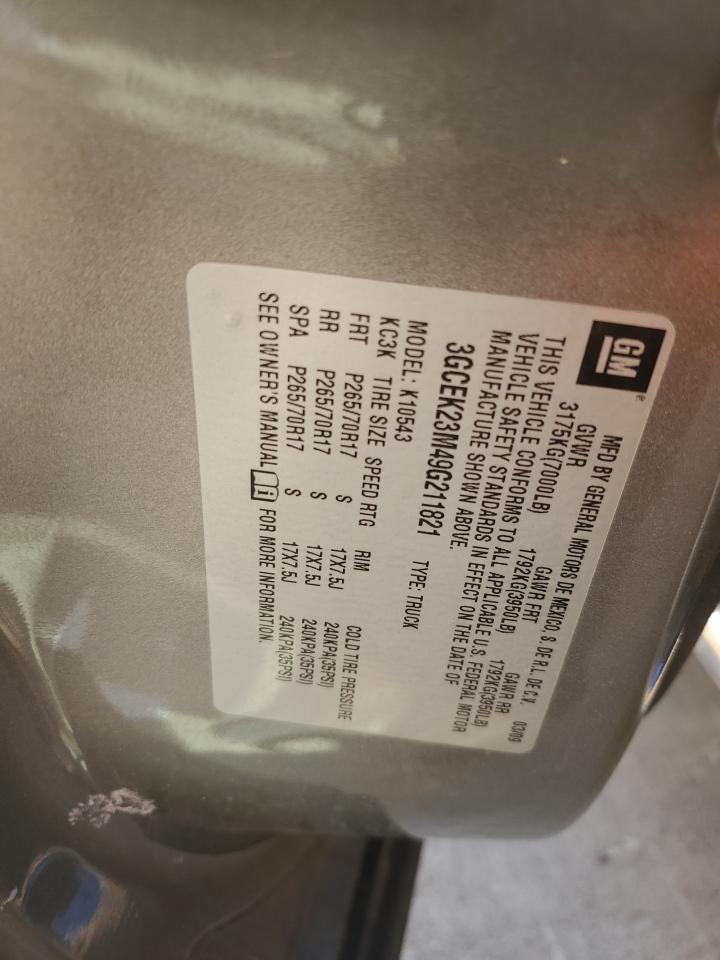 GM
MFD BY GENERAL MOTORS DE MEXICO, S. DE R.L. DE C.V. 03/09
GVWR GAWR FRT GAWR RR
3175KG(7000LB) 1792KG(3950LB) 1792KG(3950LB)
THIS VEHICLE CONFORMS TO ALL APPLICABLE U.S. FEDERAL MOTOR
VEHICLE SAFETY STANDARDS IN EFFECT ON THE DATE OF
MANUFACTURE SHOWN ABOVE.
3GCEK23M49G211821 TYPE: TRUCK
MODEL: K10543
KC3K TIRE SIZE SPEED RTG RIM COLD TIRE PRESSURE
FRT P265/70R17 S 17X7.5J 240KPA(35PSI)
RR P265/70R17 S 17X7.5J 240KPA(35PSI)
SPA P265/70R17 S 17X7.5J 240KPA(35PSI)
SEE OWNER'S MANUAL i FOR MORE INFORMATION.